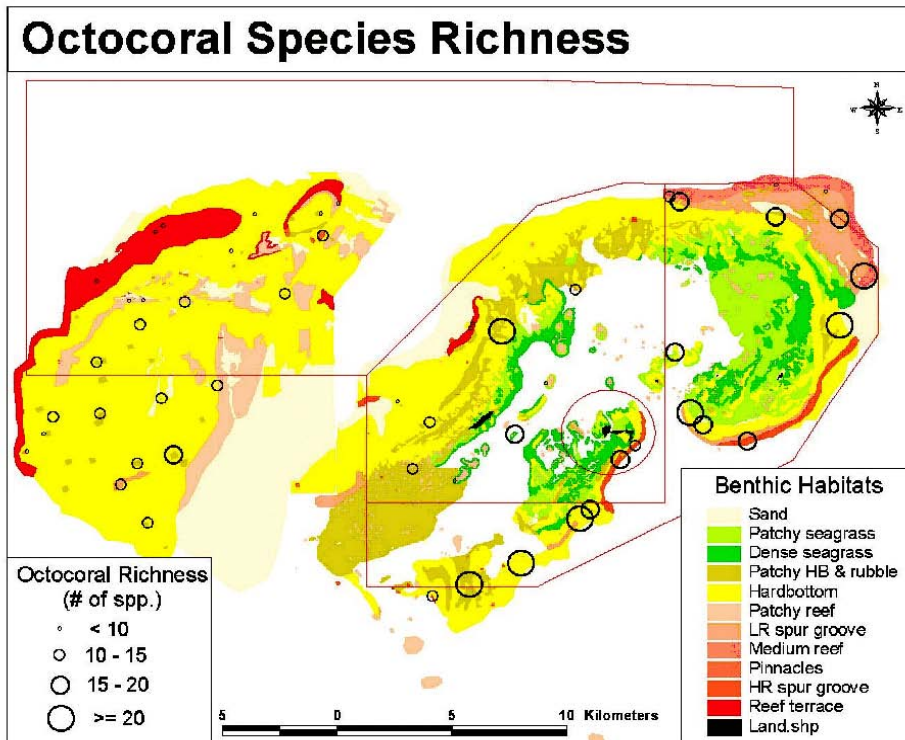 Octocoral Species Richness
N
W E
S
Octocoral Richness
(# of spp.)
< 10
10 - 15
15 - 20
>= 20
5 0 5 10 Kilometers
Benthic Habitats
Sand
Patchy seagrass
Dense seagrass
Patchy HB & rubble
Hardbottom
Patchy reef
LR spur groove
Medium reef
Pinnacles
HR spur groove
Reef terrace
Land.shp